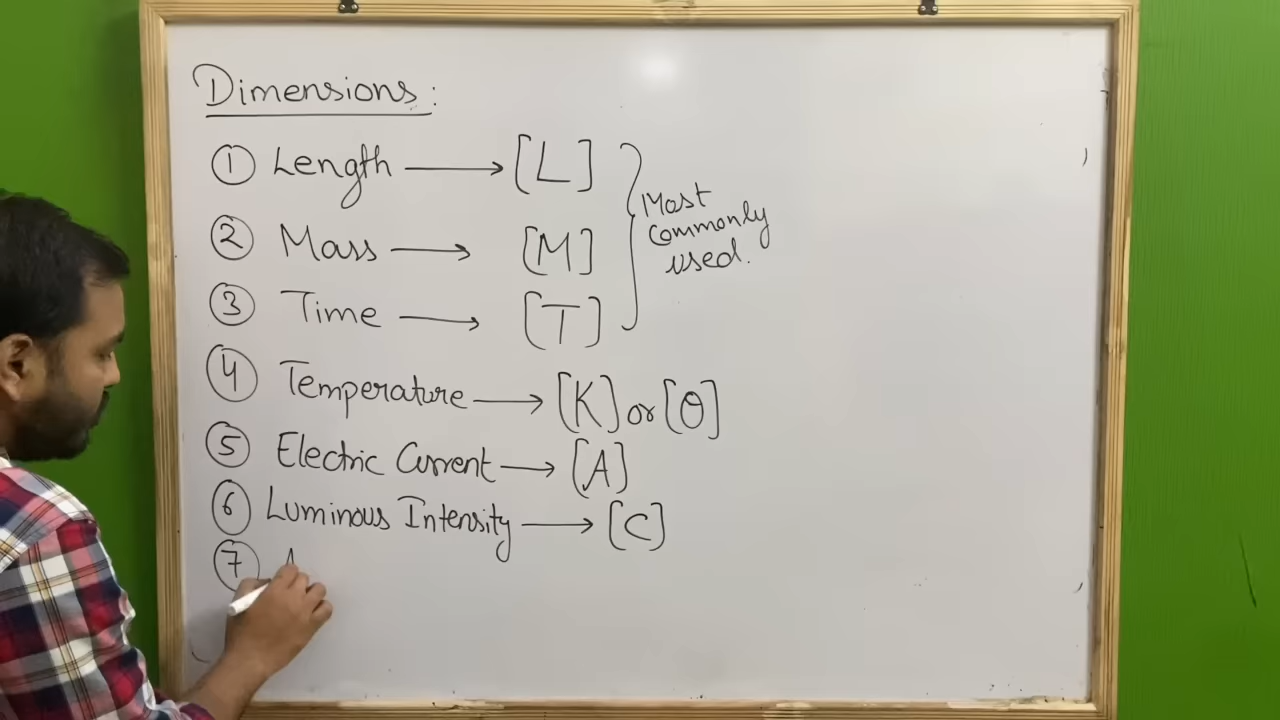 Dimensions:
① Length ⟶ [L]
② Mass ⟶ [M]
③ Time ⟶ [T]
Most
commonly
used.
④ Temperature ⟶ [K] or [θ]
⑤ Electric Current ⟶ [A]
⑥ Luminous Intensity ⟶ [C]
⑦ A